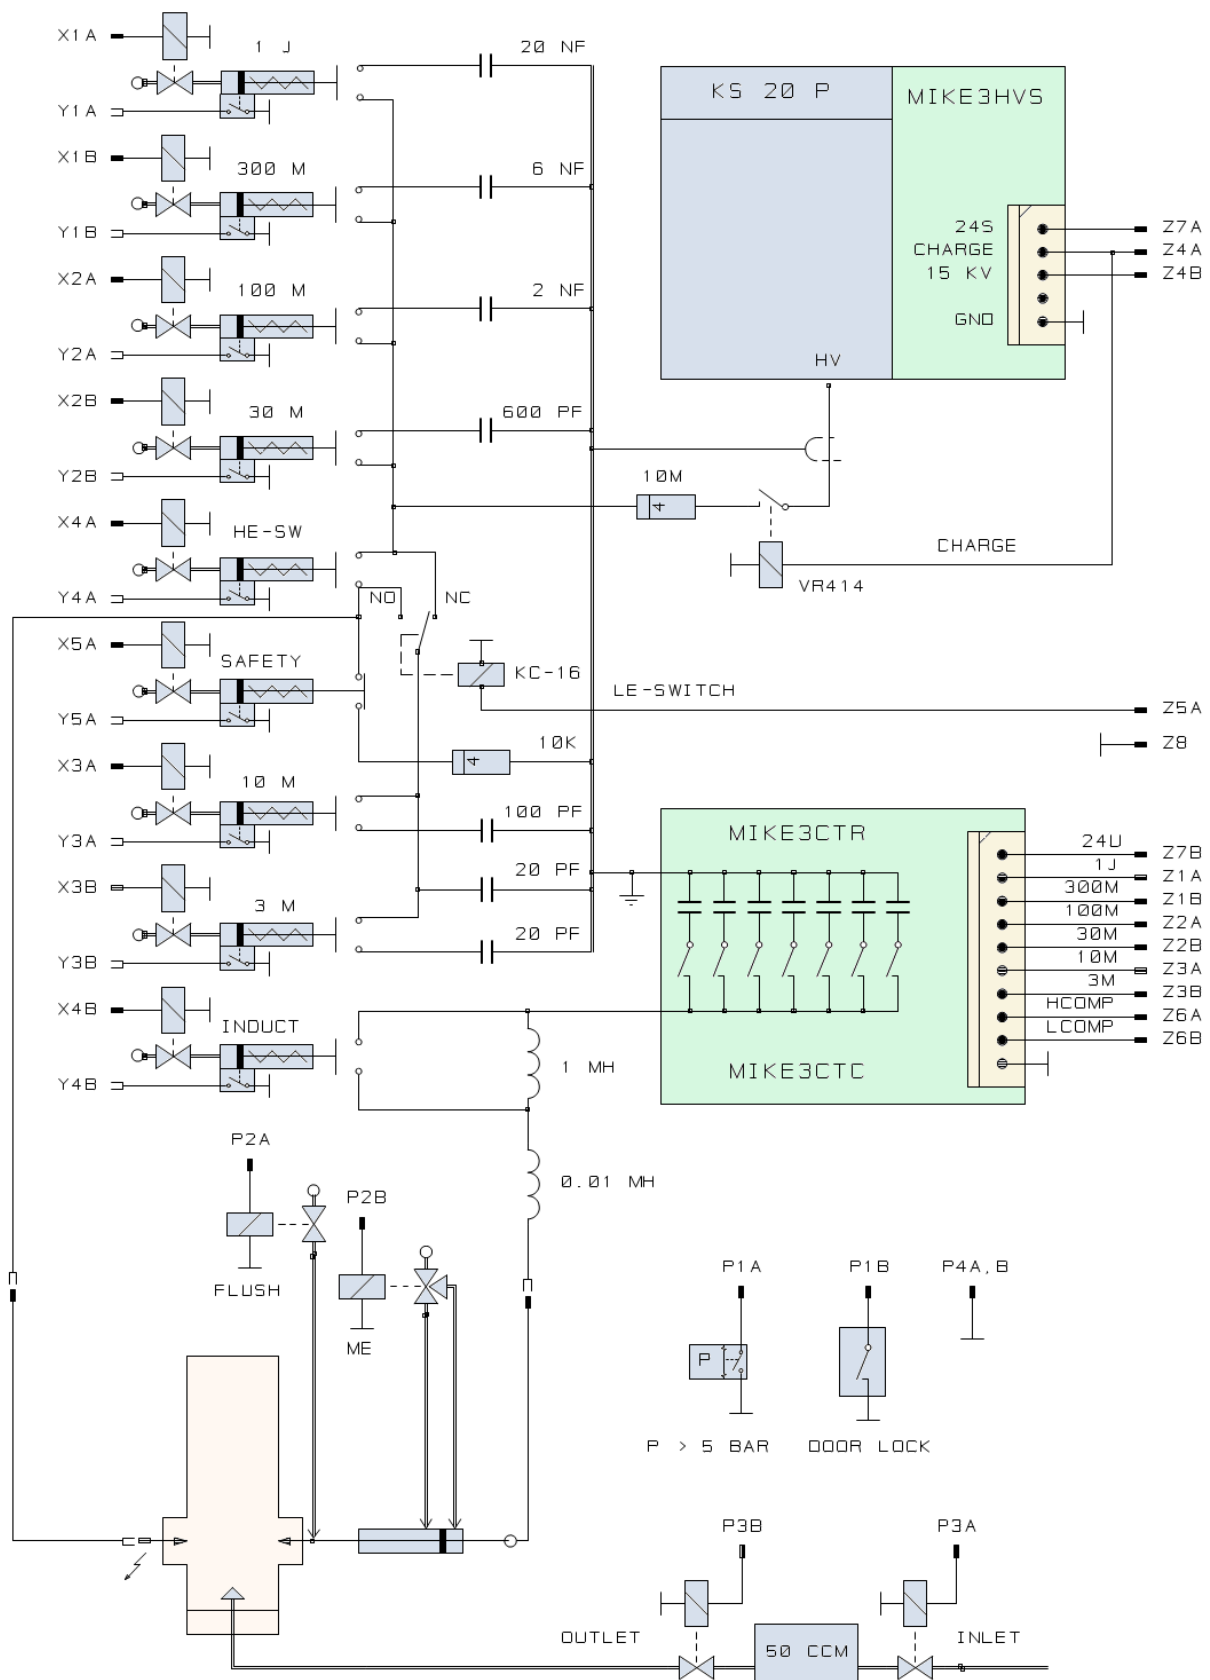 X1A
1 J
20 NF
KS 20 P
MIKE3HVS
Y1A
X1B
300 M
6 NF
24S
Z7A
Y1B
CHARGE
Z4A
X2A
15 KV
Z4B
100 M
2 NF
GND
Y2A
HV
X2B
30 M
600 PF
Y2B
10M
4
X4A
HE-SW
CHARGE
VR414
Y4A
NO
NC
X5A
SAFETY
KC-16
LE-SWITCH
Y5A
Z5A
10K
Z8
4
X3A
10 M
100 PF
MIKE3CTR
Y3A
24U
Z7B
1J
Z1A
20 PF
300M
Z1B
X3B
100M
Z2A
3 M
30M
Z2B
20 PF
10M
Z3A
Y3B
3M
Z3B
X4B
HCOMP
Z6A
INDUCT
LCOMP
Z6B
1 MH
MIKE3CTC
Y4B
P2A
0.01 MH
P2B
FLUSH
P1A
P1B
P4A,B
ME
P
P > 5 BAR
DOOR LOCK
P3B
P3A
OUTLET
50 CCM
INLET